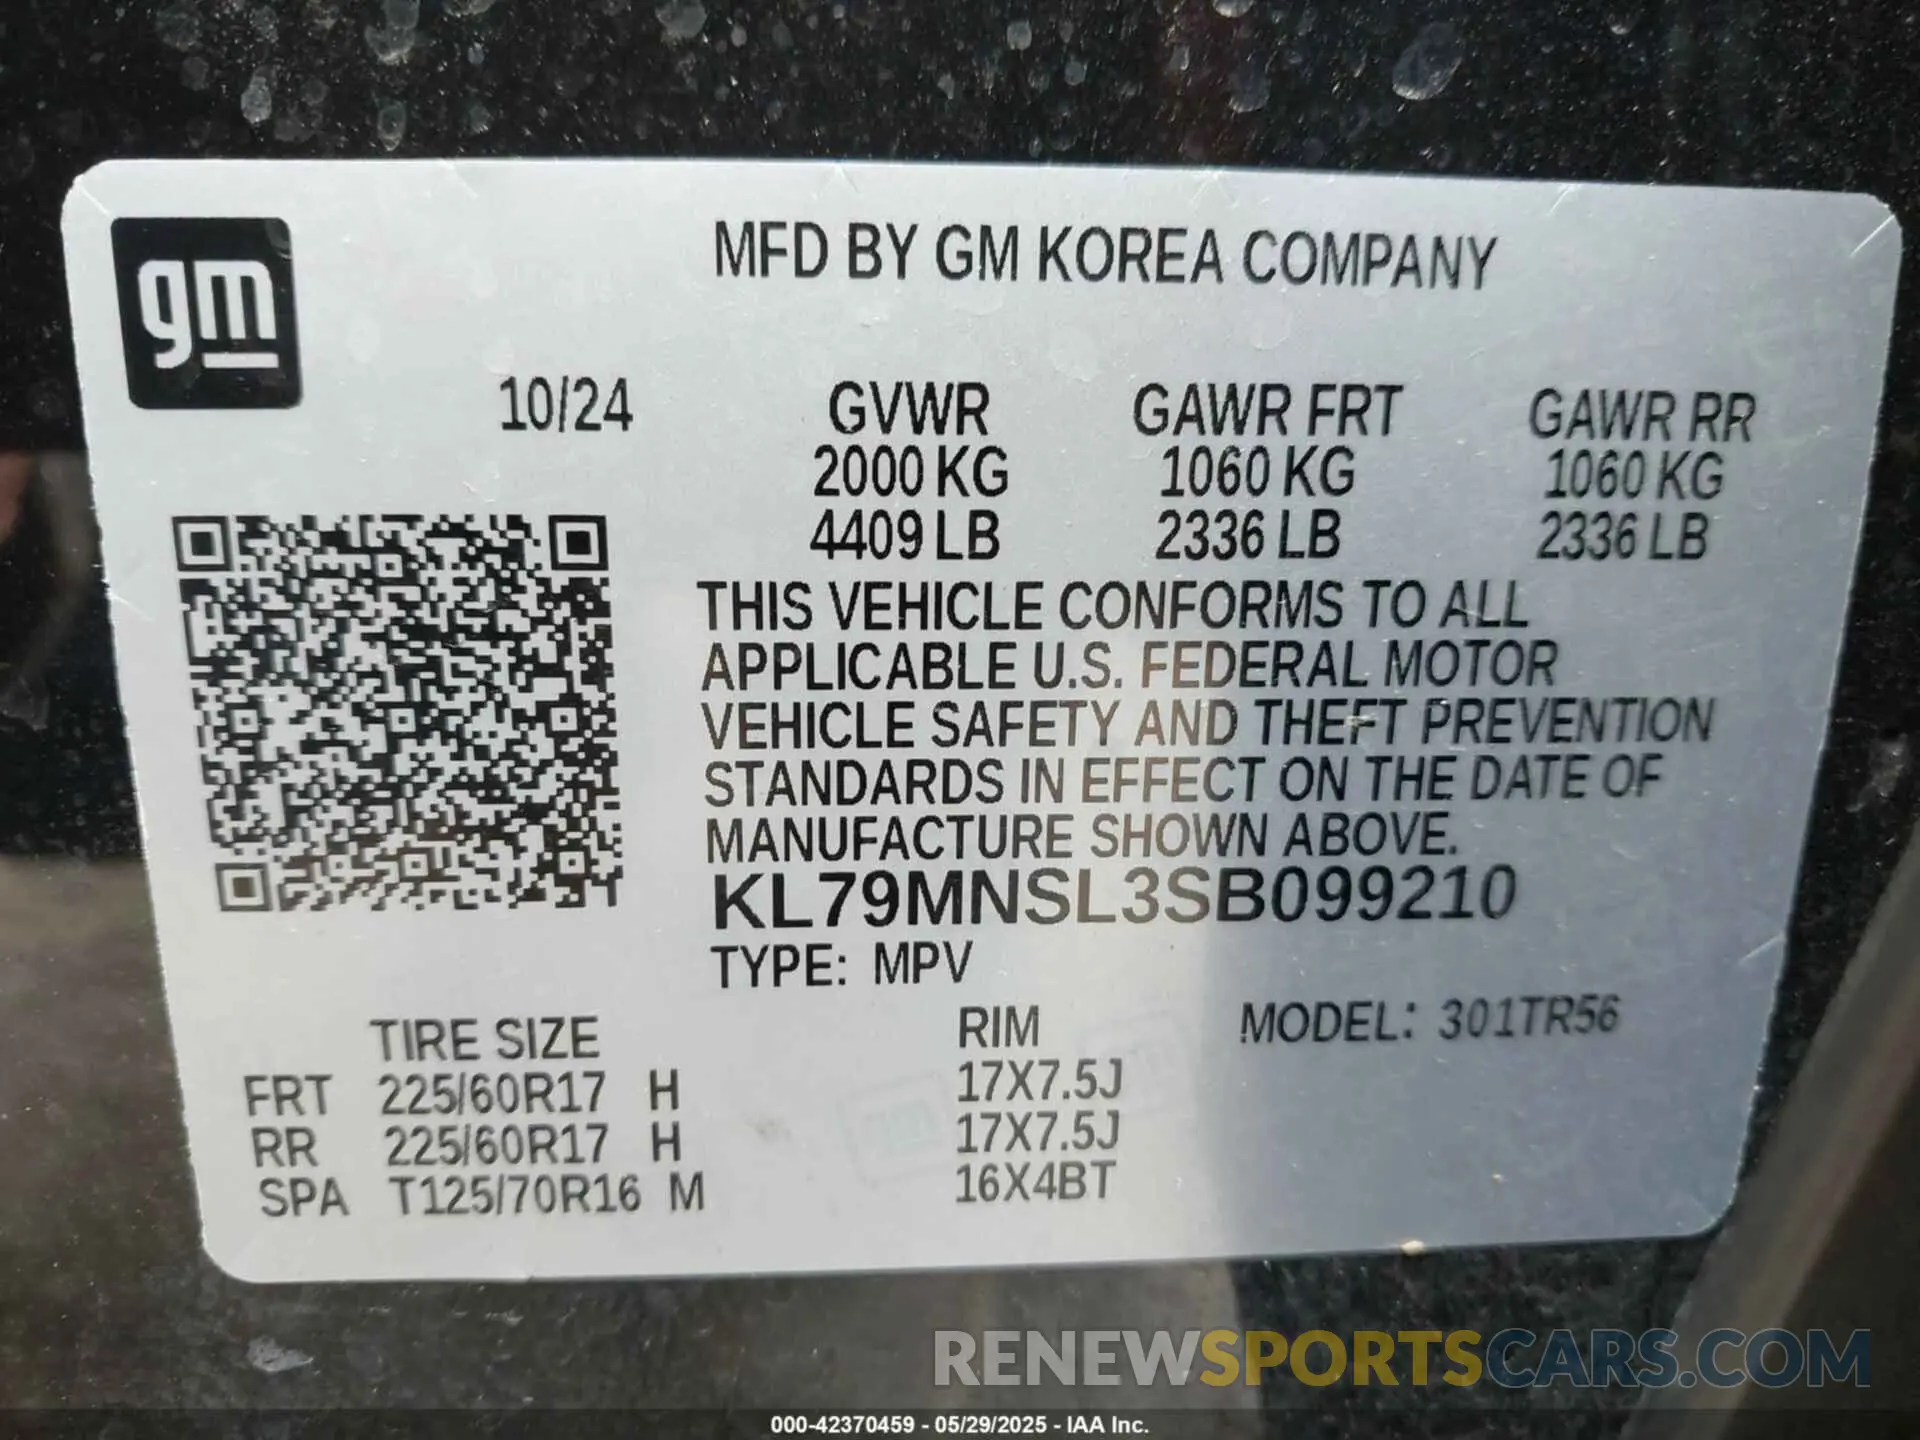 gm
MFD BY GM KOREA COMPANY
10/24 GVWR GAWR FRT GAWR RR
2000 KG 1060 KG 1060 KG
4409 LB 2336 LB 2336 LB
THIS VEHICLE CONFORMS TO ALL
APPLICABLE U.S. FEDERAL MOTOR
VEHICLE SAFETY AND THEFT PREVENTION
STANDARDS IN EFFECT ON THE DATE OF
MANUFACTURE SHOWN ABOVE.
KL79MNSL3SB099210
TYPE: MPV
TIRE SIZE RIM MODEL: 301TR56
FRT 225/60R17 H 17X7.5J
RR 225/60R17 H 17X7.5J
SPA T125/70R16 M 16X4BT
RENEWSPORTSCARS.COM
000-42370459 - 05/29/2025 - IAA Inc.